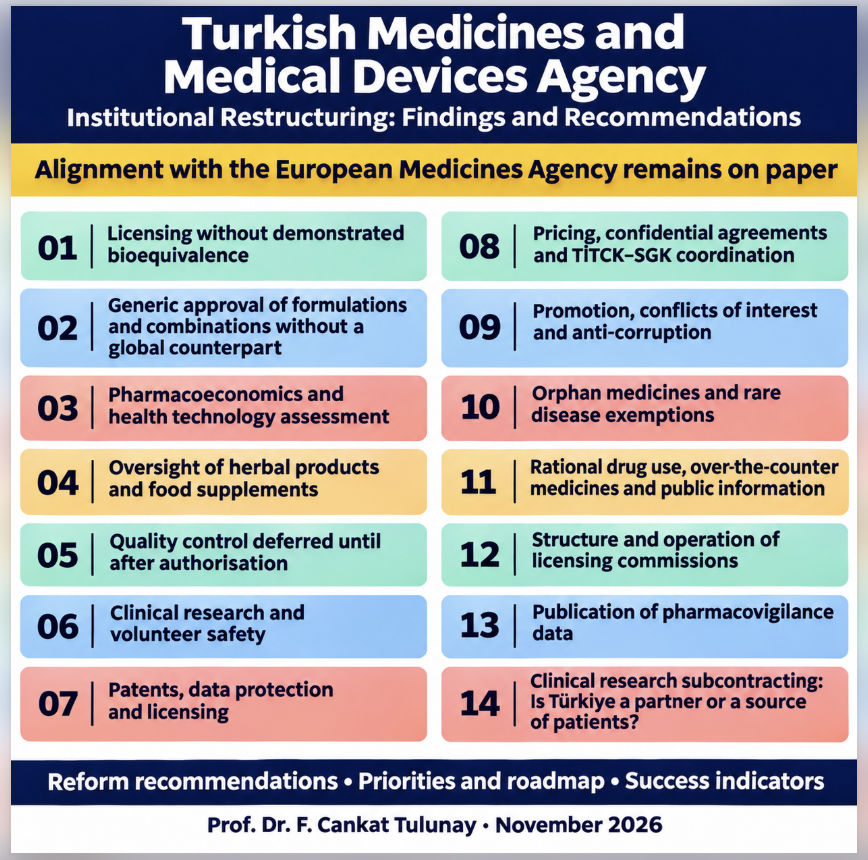 Turkish Medicines and
Medical Devices Agency
Institutional Restructuring: Findings and Recommendations
Alignment with the European Medicines Agency remains on paper
01
Licensing without demonstrated
bioequivalence
02
Generic approval of formulations
and combinations without a
global counterpart
03
Pharmacoeconomics and
health technology assessment
04
Oversight of herbal products
and food supplements
05
Quality control deferred until
after authorisation
06
Clinical research and
volunteer safety
07
Patents, data protection
and licensing
08
Pricing, confidential agreements
and TİTCK–SGK coordination
09
Promotion, conflicts of interest
and anti-corruption
10
Orphan medicines and rare
disease exemptions
11
Rational drug use, over-the-counter
medicines and public information
12
Structure and operation of
licensing commissions
13
Publication of pharmacovigilance
data
14
Clinical research subcontracting:
Is Türkiye a partner or a source
of patients?
Reform recommendations • Priorities and roadmap • Success indicators
Prof. Dr. F. Cankat Tulunay • November 2026